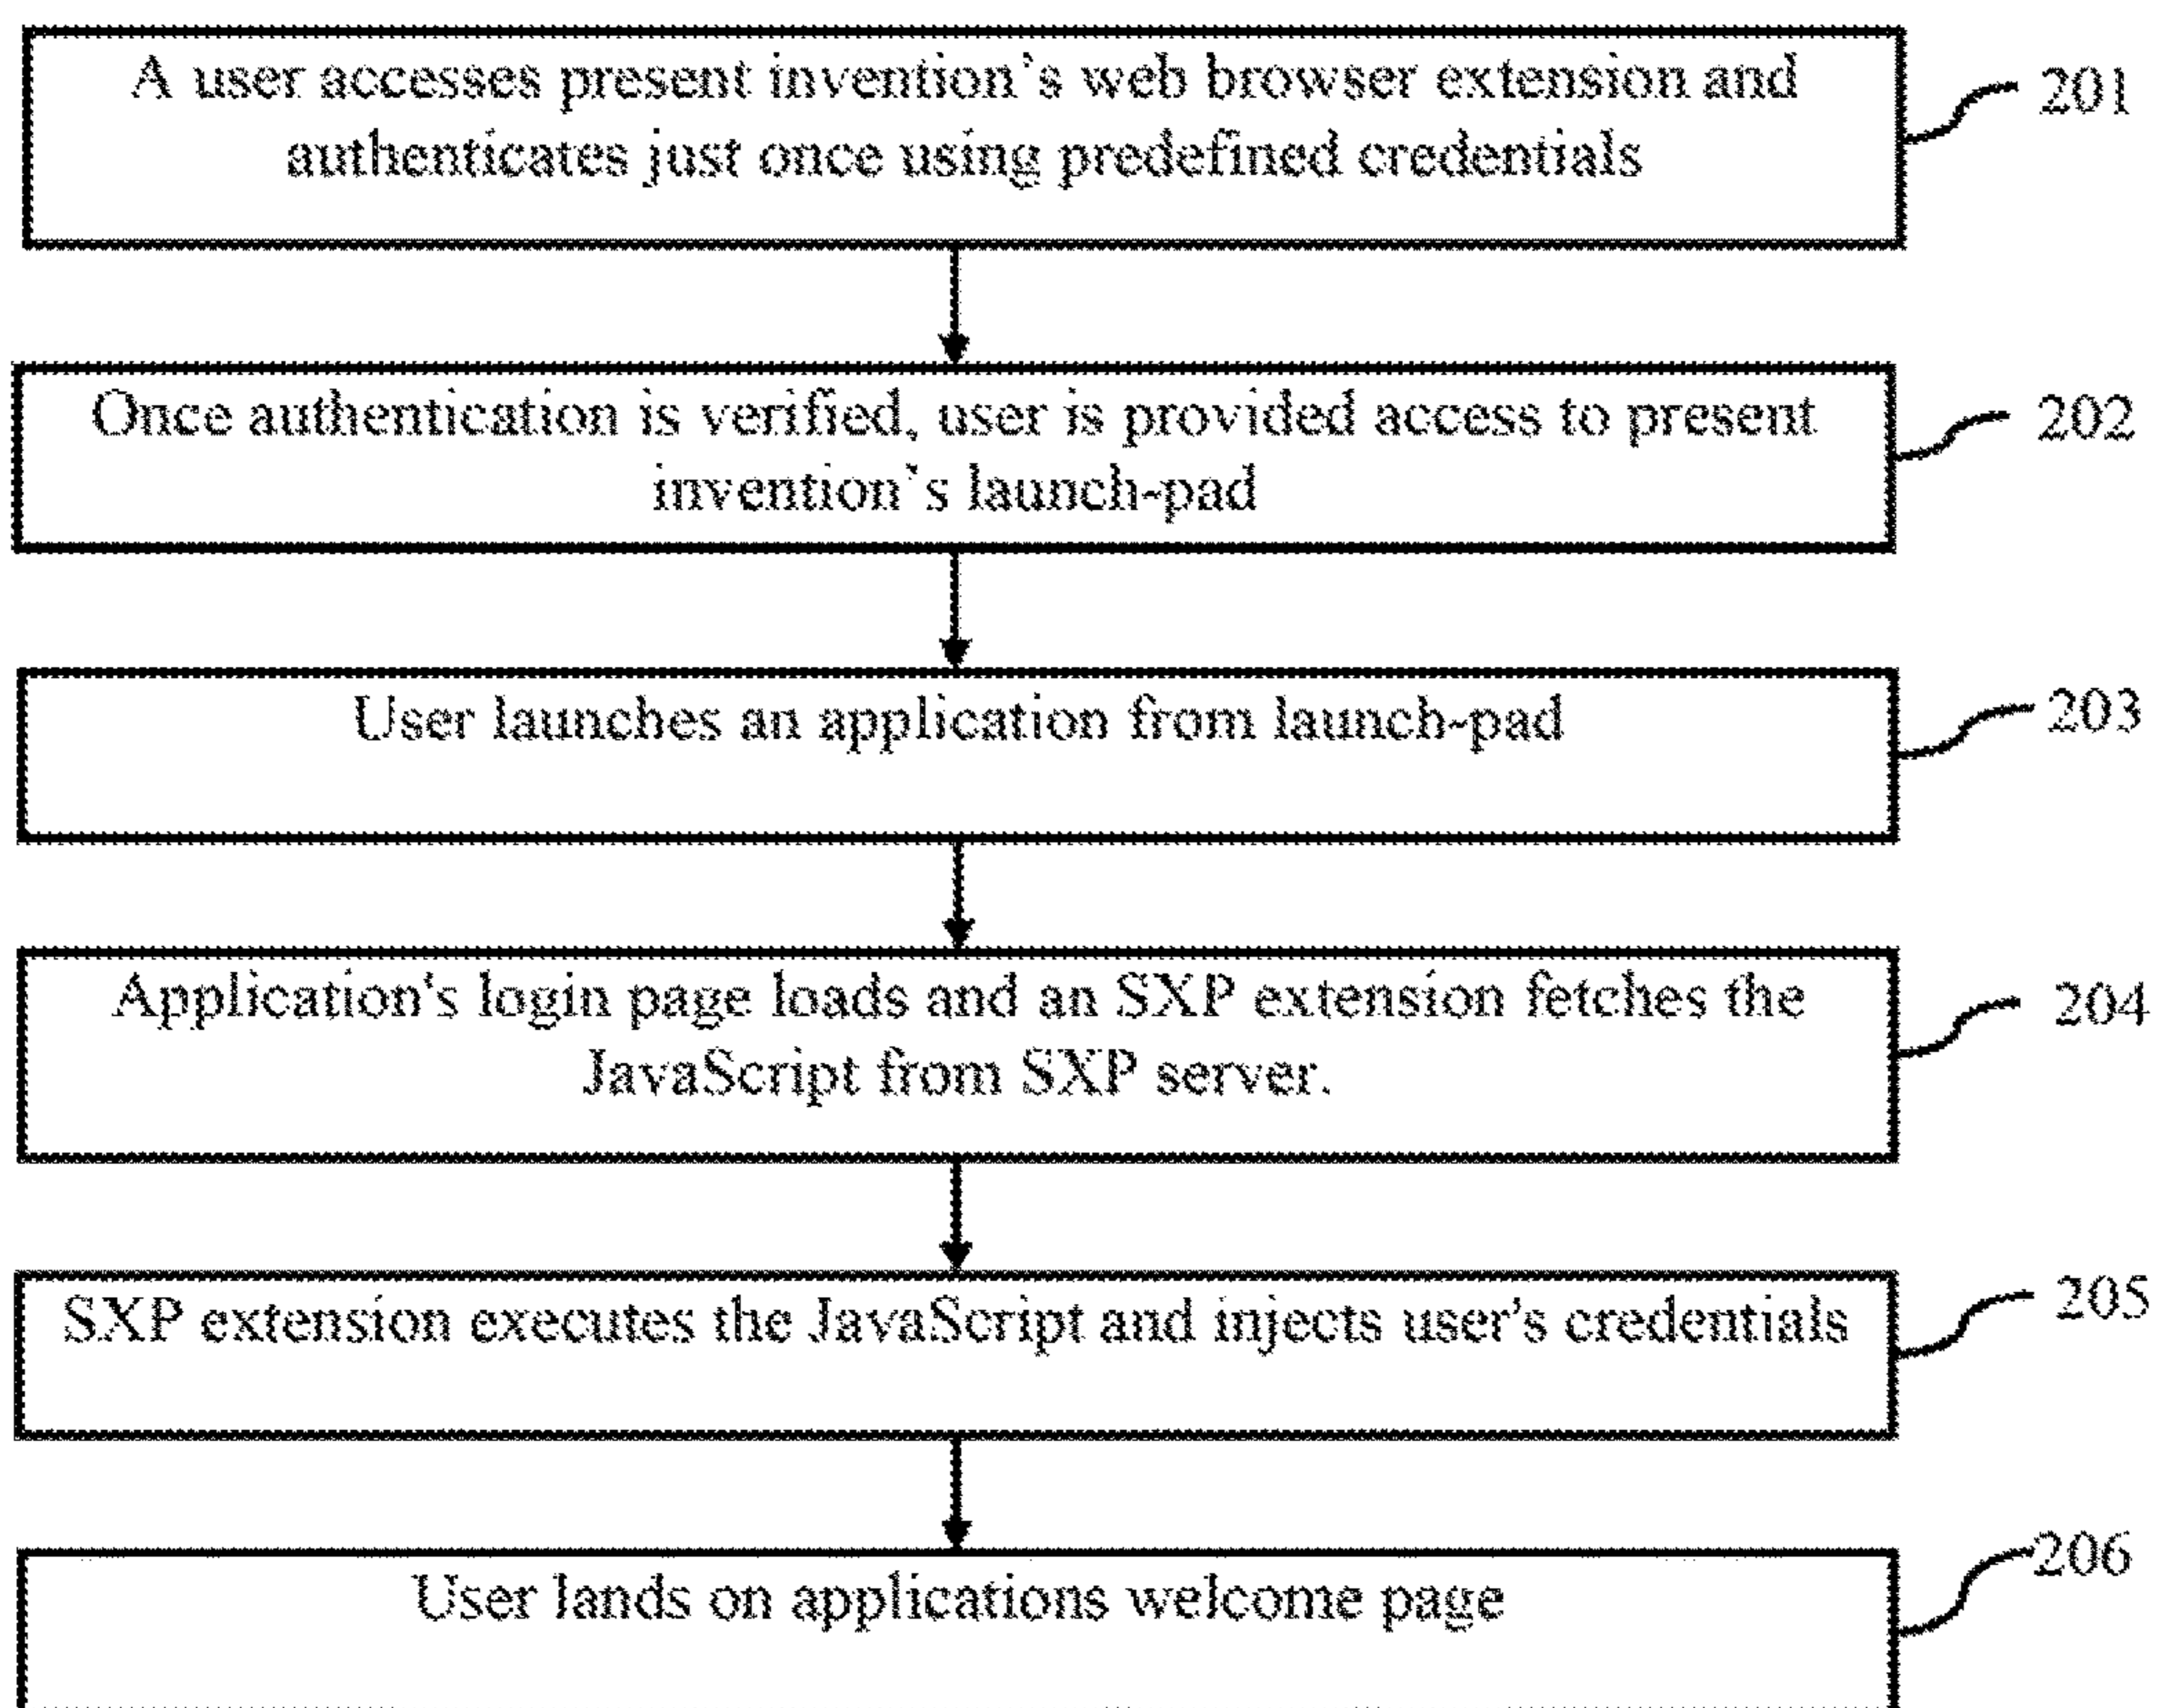 A user accesses present invention's web browser extension and
authenticates just once using predefined credentials
201
Once authentication is verified, user is provided access to present
invention`s launch-pad
202
User launches an application from launch-pad
203
Application's login page loads and an SXP extension fetches the
JavaScript from SXP server.
204
SXP extension executes the JavaScript and injects user's credentials
205
User lands on applications welcome page
206